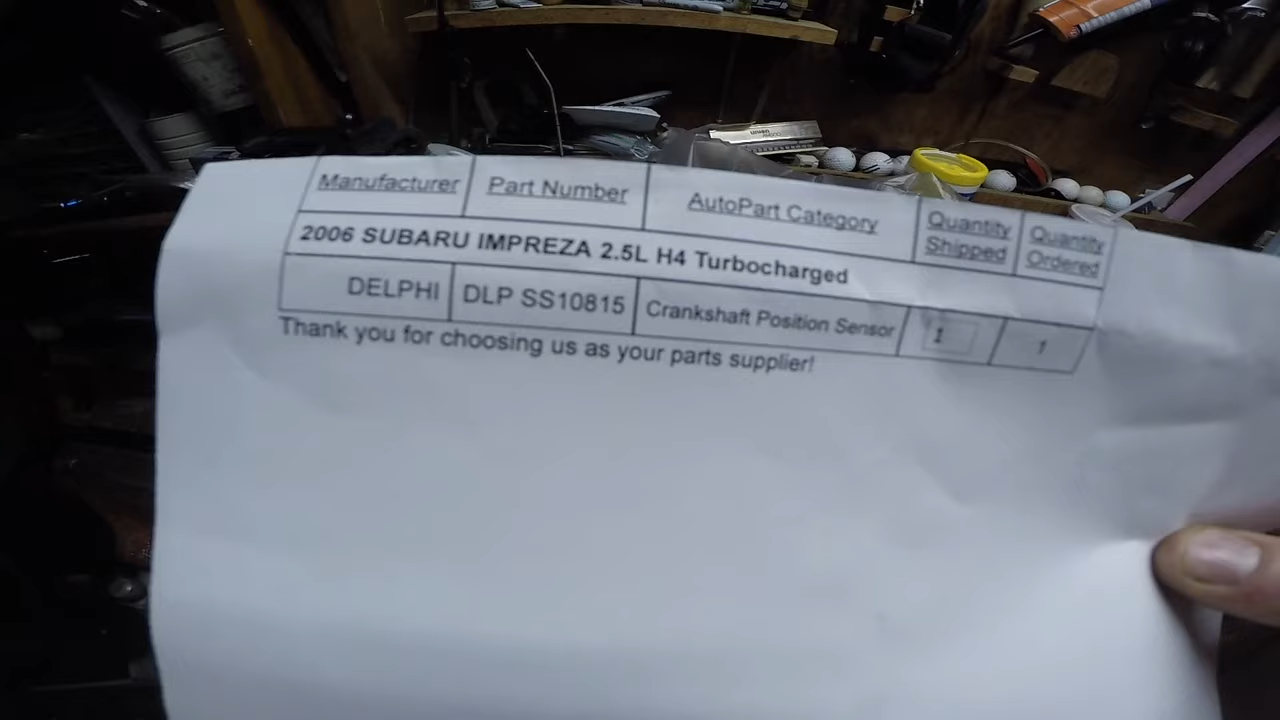 Manufacturer Part Number AutoPart Category Quantity Shipped Quantity Ordered
2006 SUBARU IMPREZA 2.5L H4 Turbocharged
DELPHI DLP SS10815 Crankshaft Position Sensor 1 1
Thank you for choosing us as your parts supplier!